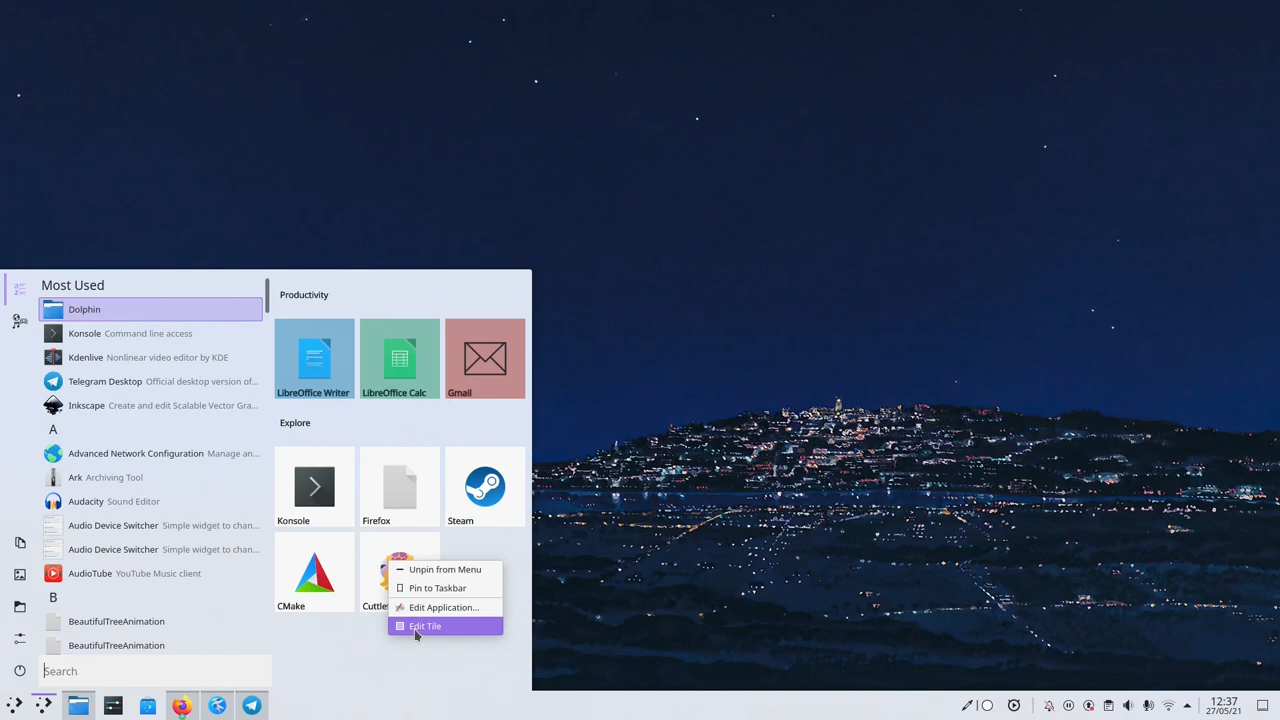 Most Used
Dolphin
Konsole Command line access
Kdenlive Nonlinear video editor by KDE
Telegram Desktop Official desktop version of...
Inkscape Create and edit Scalable Vector Gra...
A
Advanced Network Configuration Manage an...
Ark Archiving Tool
Audacity Sound Editor
Audio Device Switcher Simple widget to chan...
Audio Device Switcher Simple widget to chan...
AudioTube YouTube Music client
B
BeautifulTreeAnimation
BeautifulTreeAnimation
Search
Productivity
LibreOffice Writer
LibreOffice Calc
Gmail
Explore
Konsole
Firefox
Steam
CMake
Cuttle
Unpin from Menu
Pin to Taskbar
Edit Application...
Edit Tile
12:37
27/05/21